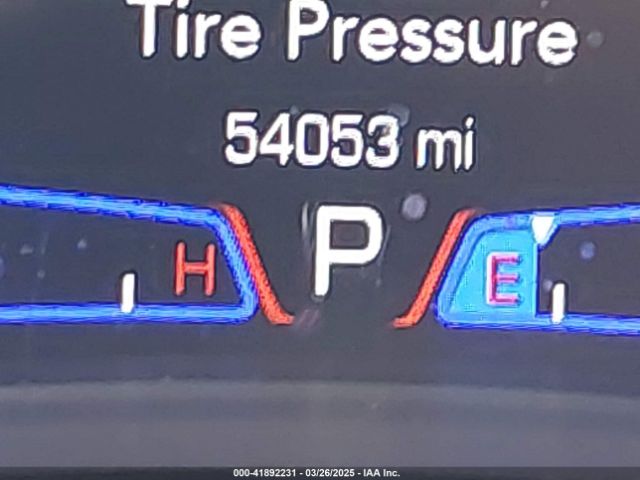 Tire Pressure
54053 mi
H P E
000-41892231 - 03/26/2025 - IAA Inc.